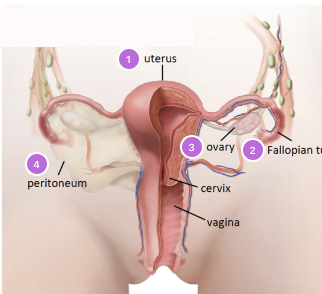 1 uterus
3 ovary
2 Fallopian tu
4
peritoneum
cervix
vagina